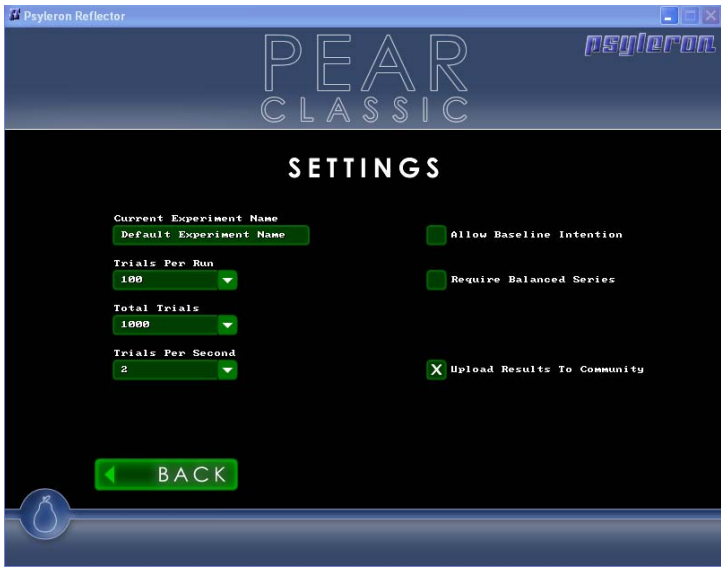 Psyleron Reflector
PEAR
CLASSIC
psyleron
SETTINGS
Current Experiment Name
Default Experiment Name
Allow Baseline Intention
Trials Per Run
100
Require Balanced Series
Total Trials
1000
Trials Per Second
2
X Upload Results To Community
BACK